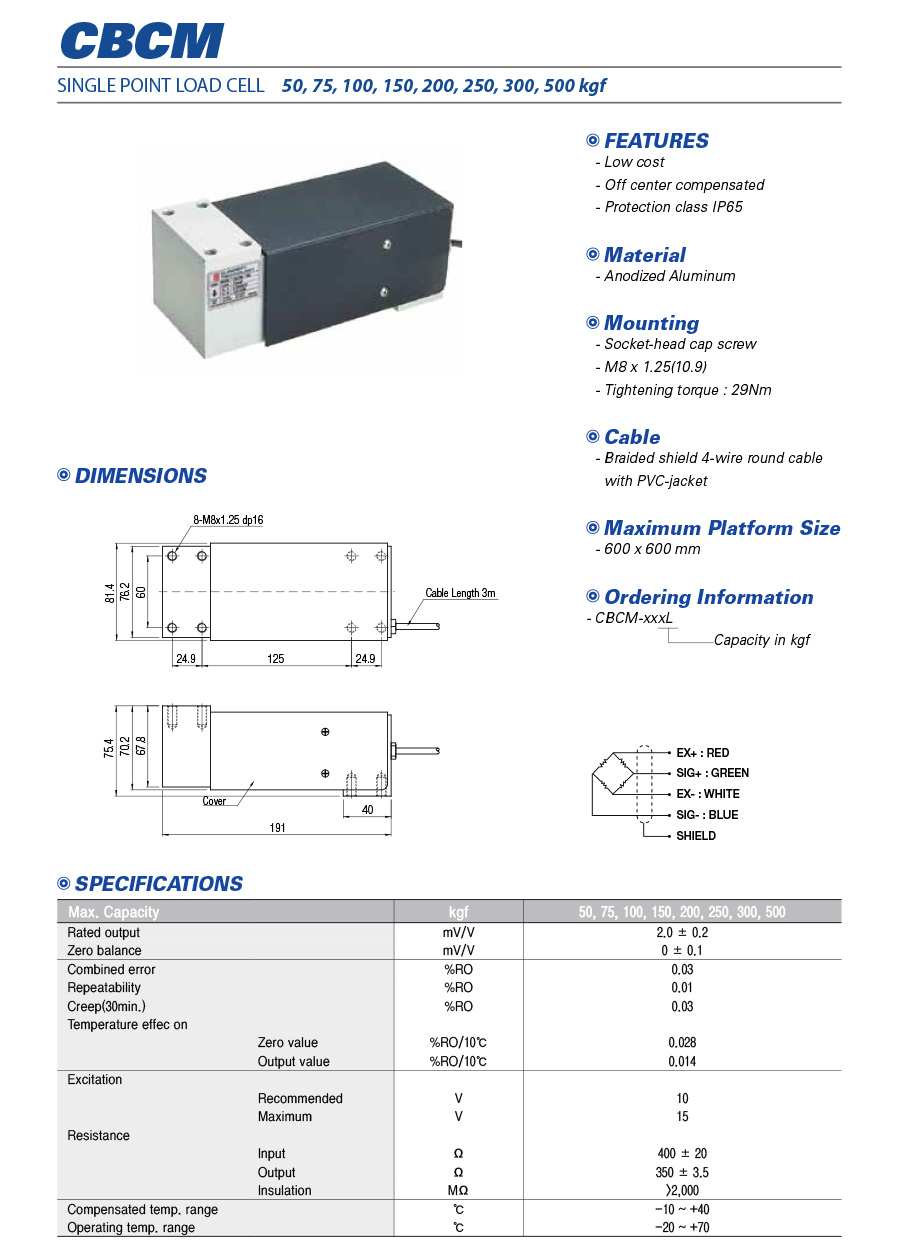 CBCM
SINGLE POINT LOAD CELL 50, 75, 100, 150, 200, 250, 300, 500 kgf
FEATURES
- Low cost
- Off center compensated
- Protection class IP65
Material
- Anodized Aluminum
Mounting
- Socket-head cap screw
- M8 x 1.25(10.9)
- Tightening torque : 29Nm
Cable
- Braided shield 4-wire round cable
with PVC-jacket
Maximum Platform Size
- 600 x 600 mm
Ordering Information
- CBCM-xxxL
Capacity in kgf
DIMENSIONS
8-M8x1.25 dp16
81.4
76.2
60
Cable Length 3m
24.9
125
24.9
75.4
70.2
67.8
Cover
40
191
EX+ : RED
SIG+ : GREEN
EX- : WHITE
SIG- : BLUE
SHIELD
SPECIFICATIONS
Max. Capacity kgf 50, 75, 100, 150, 200, 250, 300, 500
Rated output mV/V 2.0 ± 0.2
Zero balance mV/V 0 ± 0.1
Combined error %RO 0.03
Repeatability %RO 0.01
Creep(30min.) %RO 0.03
Temperature effec on
Zero value %RO/10℃ 0.028
Output value %RO/10℃ 0.014
Excitation
Recommended V 10
Maximum V 15
Resistance
Input Ω 400 ± 20
Output Ω 350 ± 3.5
Insulation MΩ >2,000
Compensated temp. range ℃ -10 ~ +40
Operating temp. range ℃ -20 ~ +70